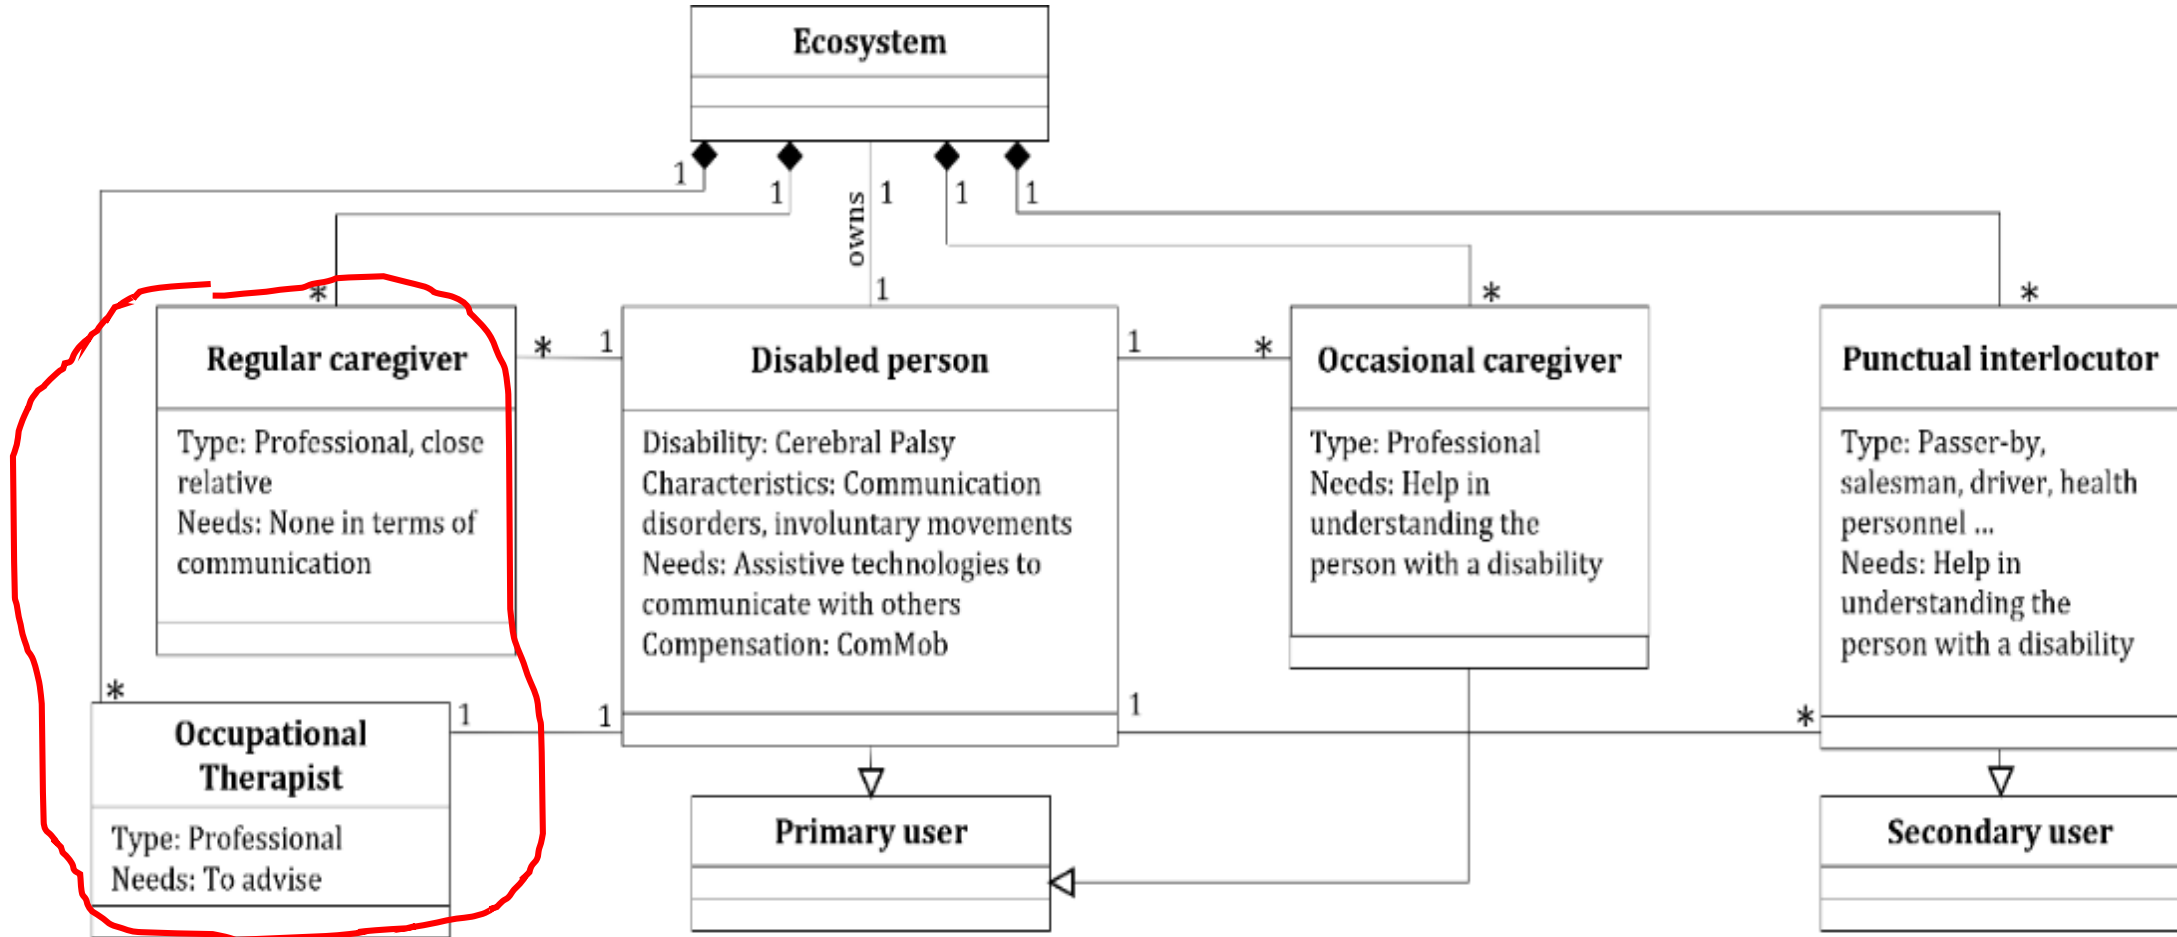 Ecosystem
1
1
owns
1
1
1
*
1
*
*
Regular caregiver
Type: Professional, close
relative
Needs: None in terms of
communication
*
1
Disabled person
Disability: Cerebral Palsy
Characteristics: Communication
disorders, involuntary movements
Needs: Assistive technologies to
communicate with others
Compensation: ComMob
1
*
Occasional caregiver
Type: Professional
Needs: Help in
understanding the
person with a disability
Punctual interlocutor
Type: Passer-by,
salesman, driver, health
personnel ...
Needs: Help in
understanding the
person with a disability
*
Occupational
Therapist
Type: Professional
Needs: To advise
1
1
1
*
Primary user
Secondary user